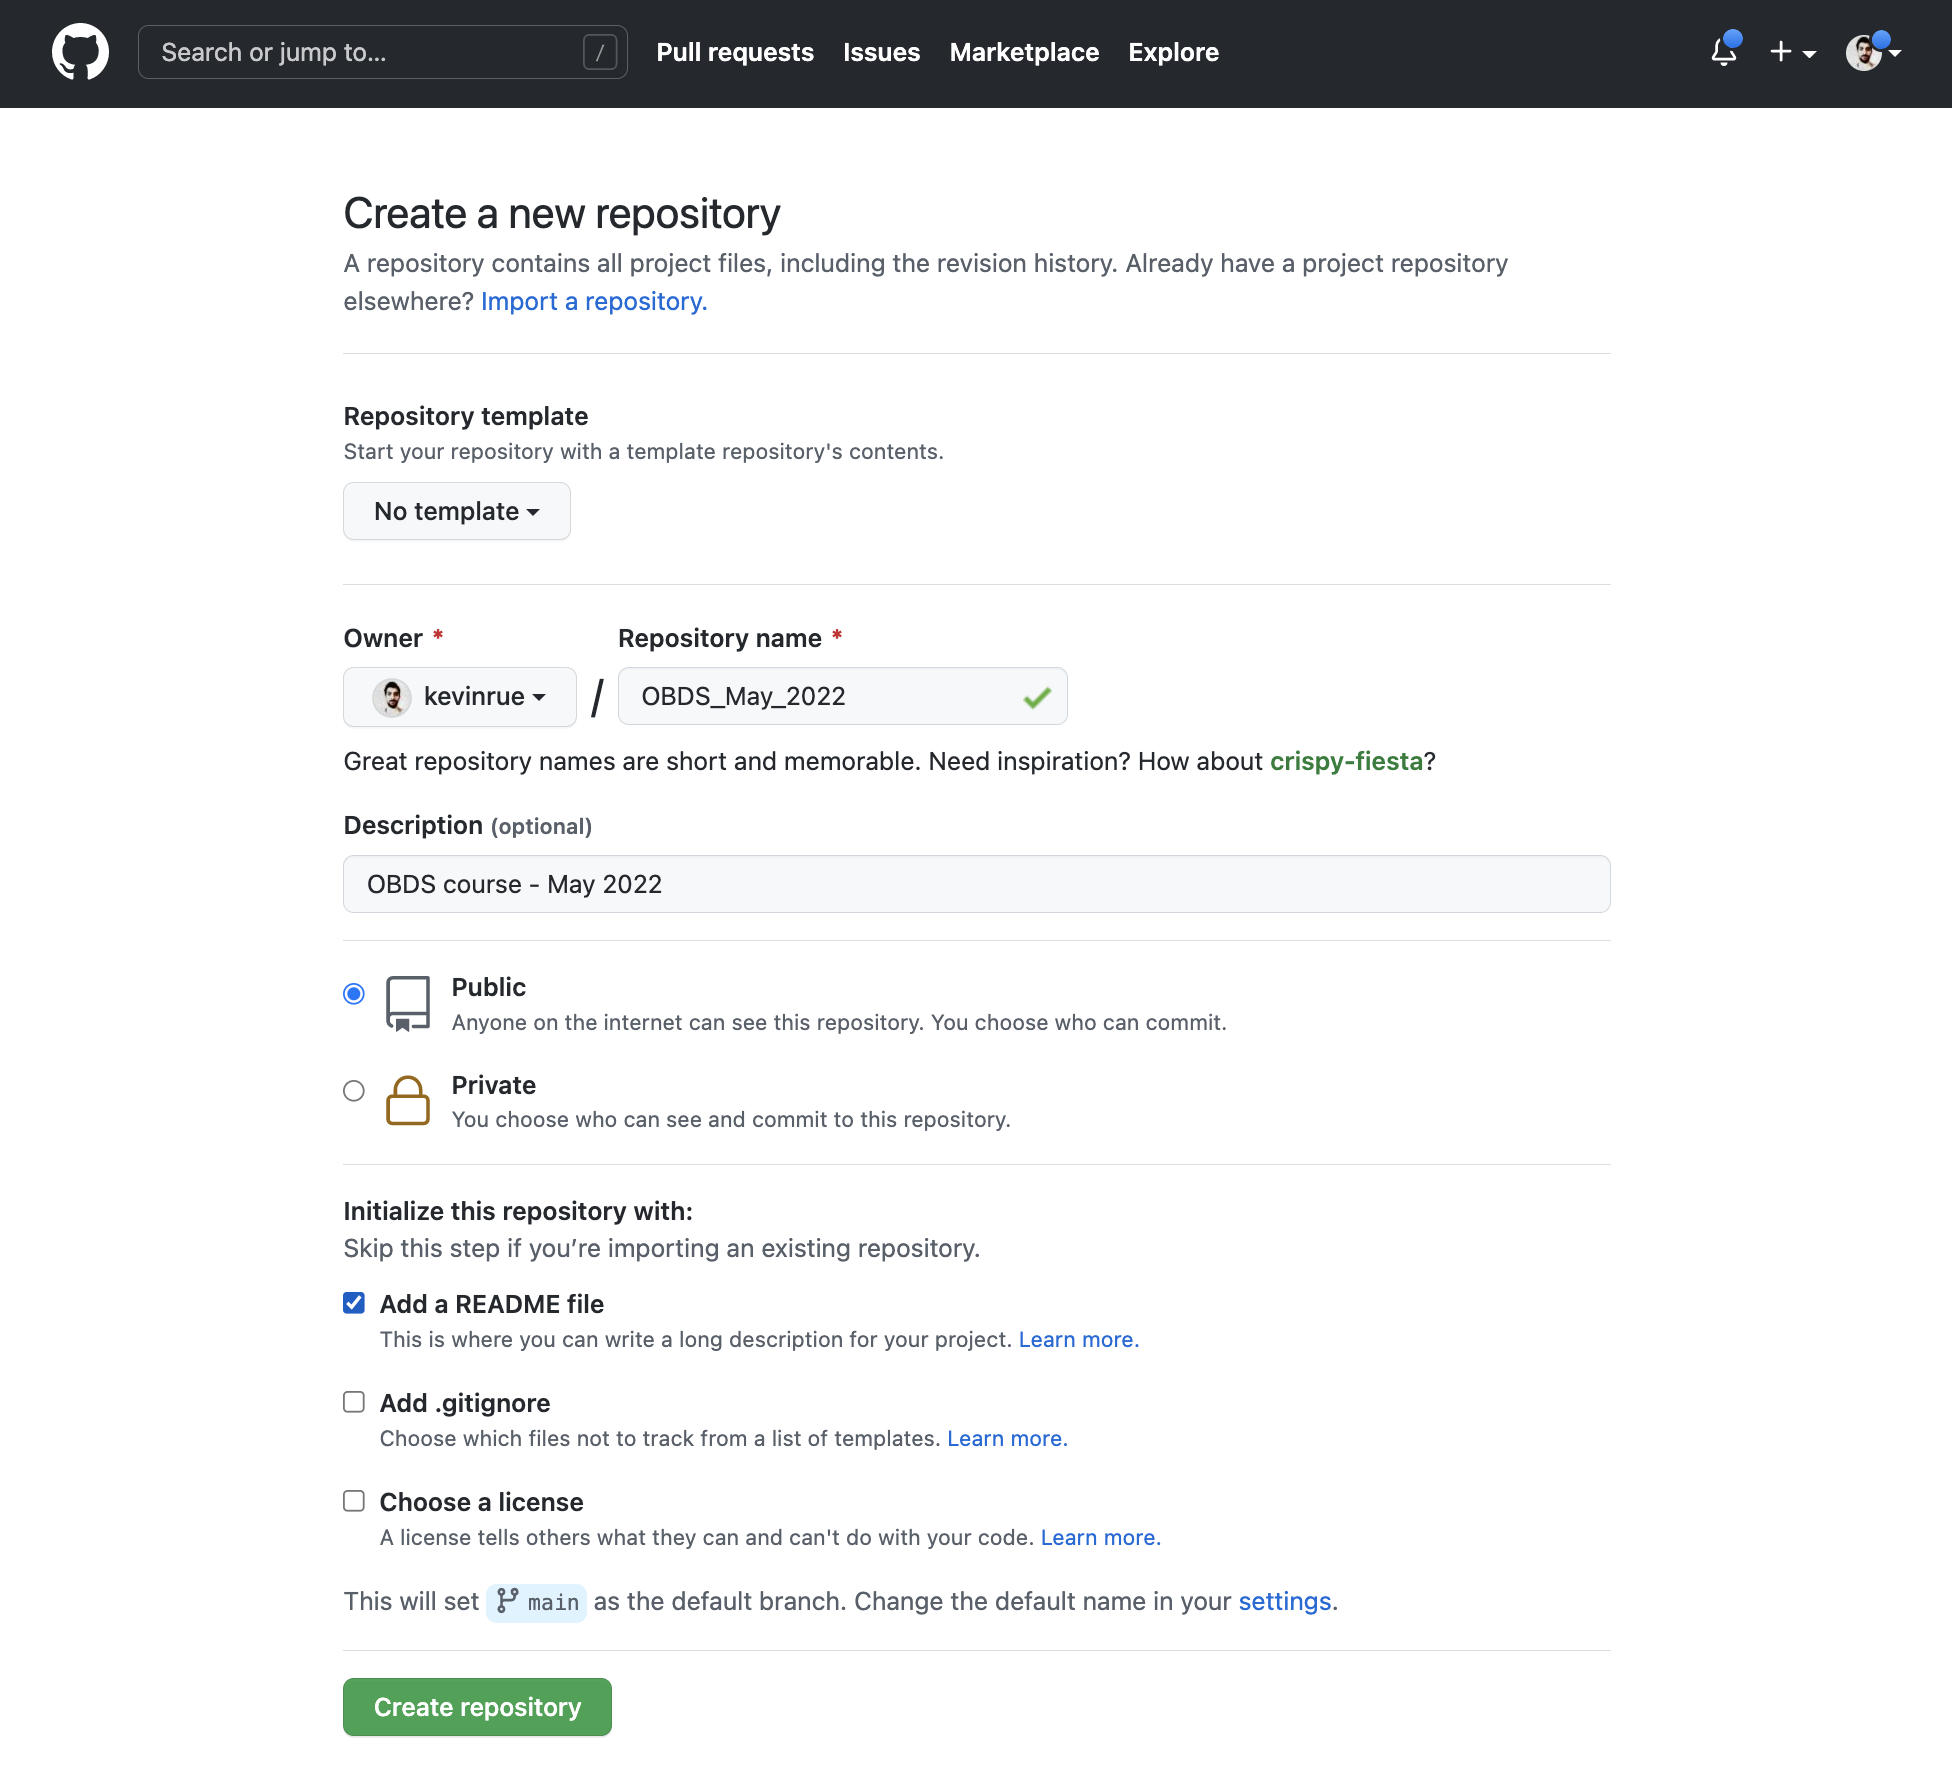 Search or jump to... / Pull requests Issues Marketplace Explore
Create a new repository
A repository contains all project files, including the revision history. Already have a project repository
elsewhere? Import a repository.
Repository template
Start your repository with a template repository's contents.
No template
Owner * Repository name *
kevinrue / OBDS_May_2022
Great repository names are short and memorable. Need inspiration? How about crispy-fiesta?
Description (optional)
OBDS course - May 2022
Public
Anyone on the internet can see this repository. You choose who can commit.
Private
You choose who can see and commit to this repository.
Initialize this repository with:
Skip this step if you’re importing an existing repository.
Add a README file
This is where you can write a long description for your project. Learn more.
Add .gitignore
Choose which files not to track from a list of templates. Learn more.
Choose a license
A license tells others what they can and can't do with your code. Learn more.
This will set main as the default branch. Change the default name in your settings.
Create repository